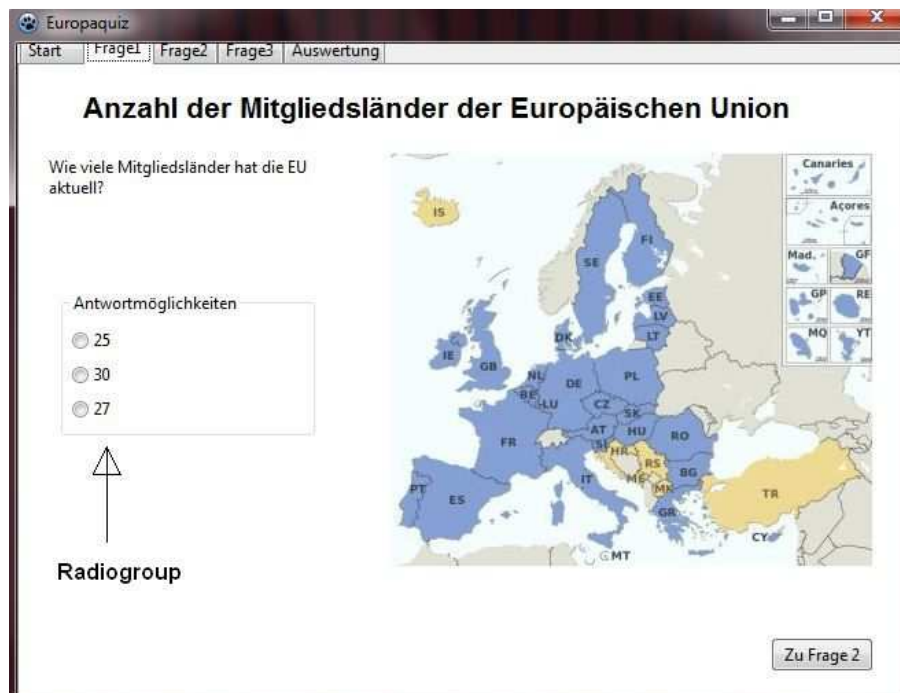 Europaquiz
Start Frage1 Frage2 Frage3 Auswertung
Anzahl der Mitgliedsländer der Europäischen Union
Wie viele Mitgliedsländer hat die EU
aktuell?
Antwortmöglichkeiten
25
30
27
Radiogroup
Canaries
Açores
Mad. GF
GP RE
MQ YT
IS
FI
SE
EE
LV
LT
DK
IE
GB
NL
DE
PL
BE
LU
CZ
SK
AT
HU
RO
FR
SI
HR
RS
BG
IT
ME
MK
PT
ES
TR
GR
CY
MT
Zu Frage 2